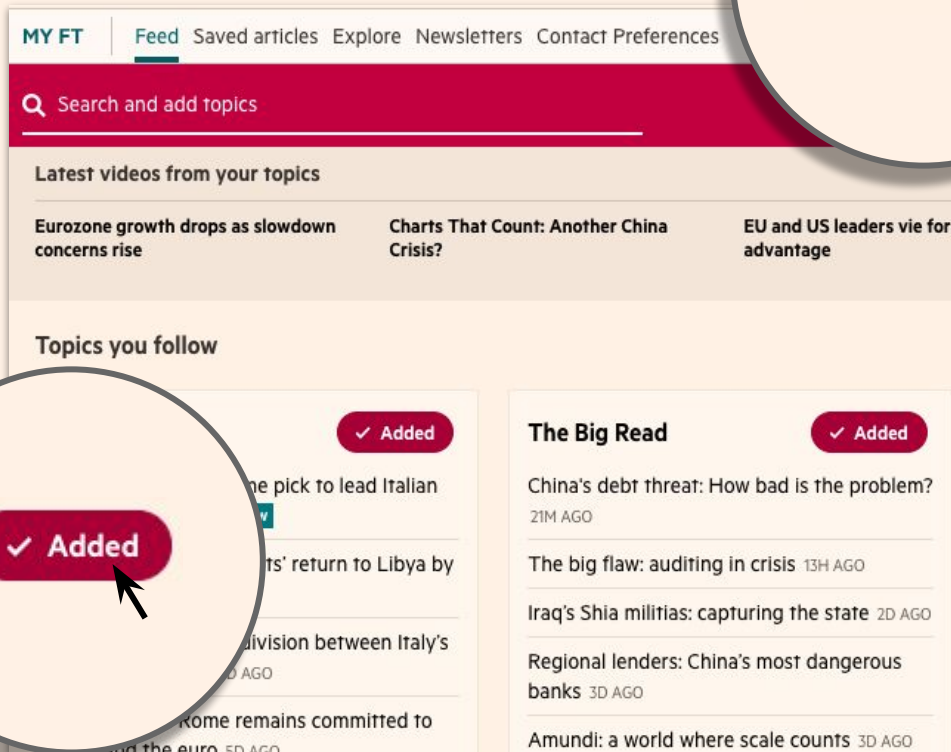 MY FT Feed Saved articles Explore Newsletters Contact Preferences
Search and add topics
Latest videos from your topics
Eurozone growth drops as slowdown
concerns rise
Charts That Count: Another China
Crisis?
EU and US leaders vie for
advantage
Topics you follow
Added
pick to lead Italian
return to Libya by
division between Italy's
AGO
Rome remains committed to
the euro 5D AGO
Added
The Big Read
Added
China's debt threat: How bad is the problem?
21M AGO
The big flaw: auditing in crisis 13H AGO
Iraq's Shia militias: capturing the state 2D AGO
Regional lenders: China's most dangerous
banks 3D AGO
Amundi: a world where scale counts 3D AGO